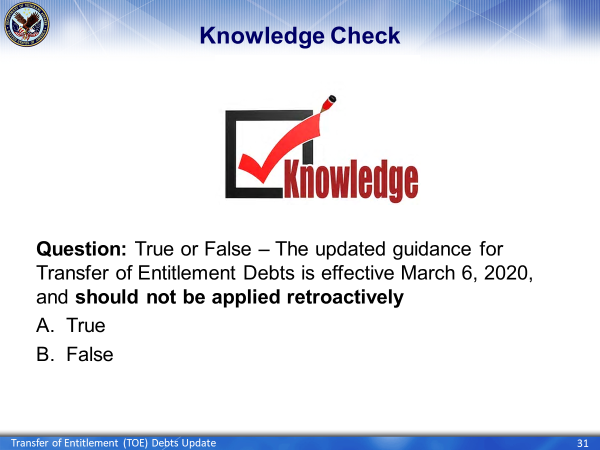 Knowledge Check
Knowledge
Question: True or False – The updated guidance for
Transfer of Entitlement Debts is effective March 6, 2020,
and should not be applied retroactively
A. True
B. False
Transfer of Entitlement (TOE) Debts Update
31